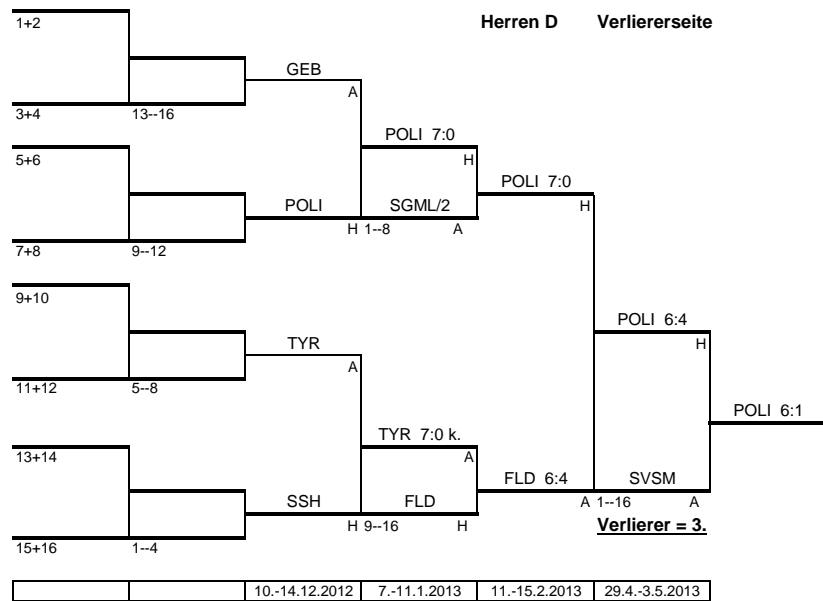 Herren D Verliererseite
1+2
GEB
A
3+4 13--16
POLI 7:0
5+6 H
POLI 7:0
POLI SGML/2 H
H 1--8 A
7+8 9--12
9+10
POLI 6:4
TYR H
A
11+12 5--8
POLI 6:1
TYR 7:0 k.
13+14 A
FLD 6:4 SVSM
SSH FLD A 1--16 A
H 9--16 H Verlierer = 3.
15+16 1--4
10.-14.12.2012 7.-11.1.2013 11.-15.2.2013 29.4.-3.5.2013